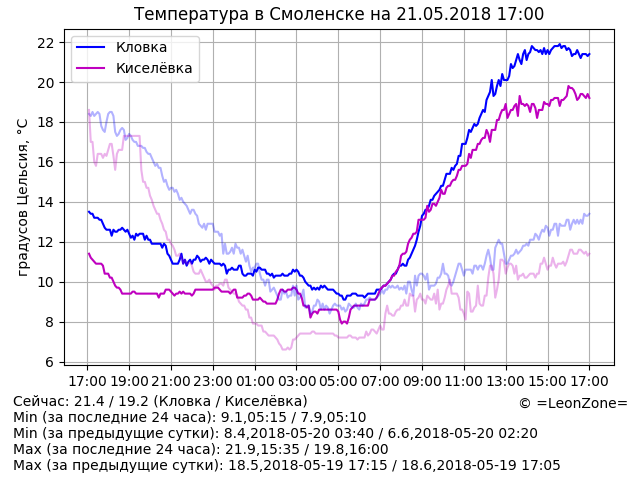 Температура в Смоленске на 21.05.2018 17:00
Кловка
Киселёвка
градусов Цельсия, °C
22
20
18
16
14
12
10
8
6
17:00 19:00 21:00 23:00 01:00 03:00 05:00 07:00 09:00 11:00 13:00 15:00 17:00
Сейчас: 21.4 / 19.2 (Кловка / Киселёвка)
© =LeonZone=
Min (за последние 24 часа): 9.1,05:15 / 7.9,05:10
Min (за предыдущие сутки): 8.4,2018-05-20 03:40 / 6.6,2018-05-20 02:20
Max (за последние 24 часа): 21.9,15:35 / 19.8,16:00
Max (за предыдущие сутки): 18.5,2018-05-19 17:15 / 18.6,2018-05-19 17:05